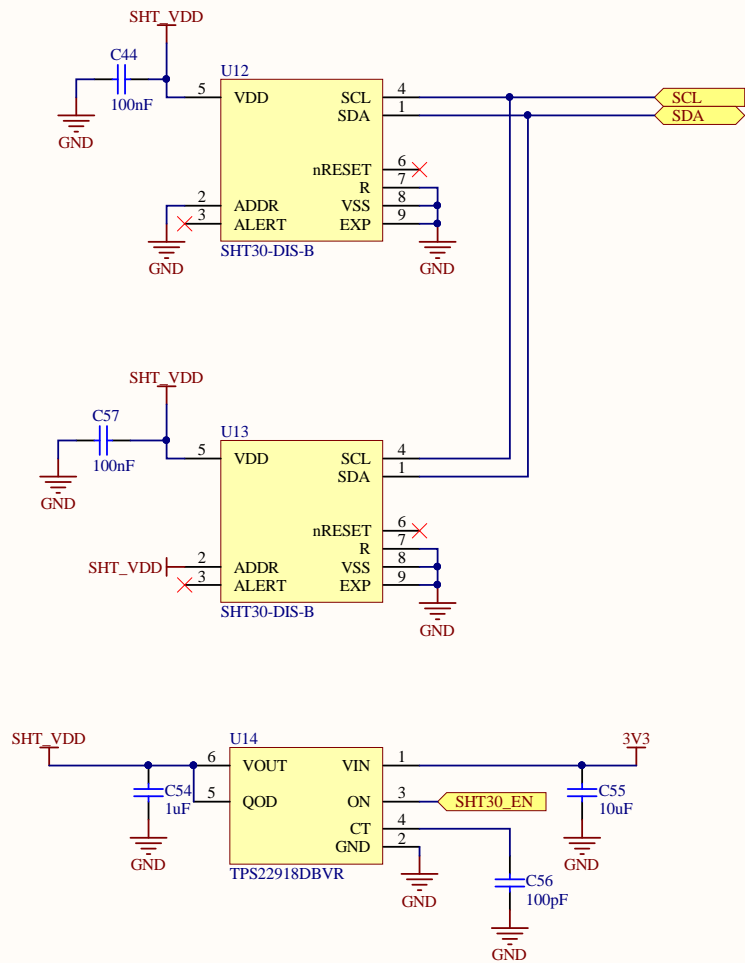 SHT_VDD
C44
100nF
GND
U12
5 VDD SCL 4
SDA 1
nRESET 6
R 7
2 ADDR VSS 8
3 ALERT EXP 9
SHT30-DIS-B
GND
GND
SCL
SDA
SHT_VDD
C57
100nF
GND
U13
5 VDD SCL 4
SDA 1
nRESET 6
R 7
SHT_VDD 2 ADDR VSS 8
3 ALERT EXP 9
SHT30-DIS-B
GND
SHT_VDD
U14
3V3
6 VOUT VIN 1
C54
1uF
5 QOD ON 3
SHT30_EN
C55
10uF
CT 4
GND 2
GND
GND
TPS22918DBVR
GND
C56
100pF
GND